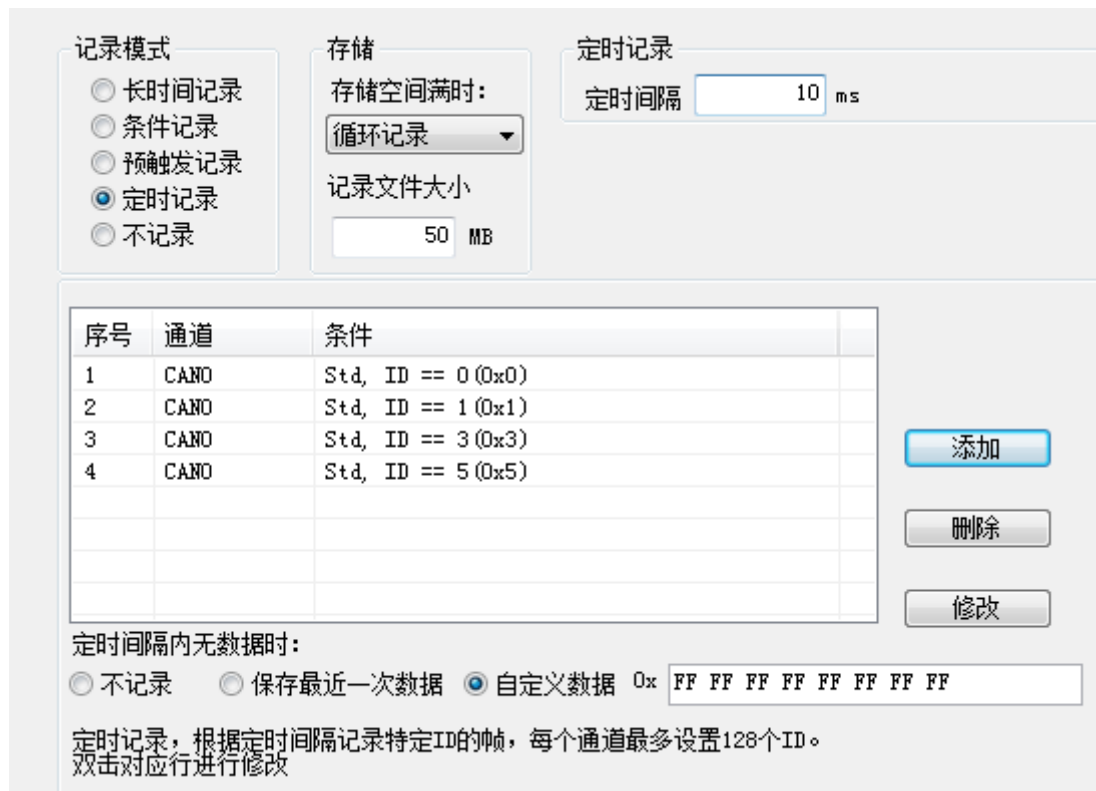 记录模式
长时间记录
条件记录
预触发记录
定时记录
不记录
存储
存储空间满时：
循环记录
记录文件大小
50 MB
定时记录
定时间隔 10 ms
序号 通道 条件
1 CAN0 Std, ID == 0(0x0)
2 CAN0 Std, ID == 1(0x1)
3 CAN0 Std, ID == 3(0x3)
4 CAN0 Std, ID == 5(0x5)
添加
删除
修改
定时间隔内无数据时：
不记录 保存最近一次数据 自定义数据 0x FF FF FF FF FF FF FF FF
定时记录，根据定时间隔记录特定ID的帧，每个通道最多设置128个ID。
双击对应行进行修改